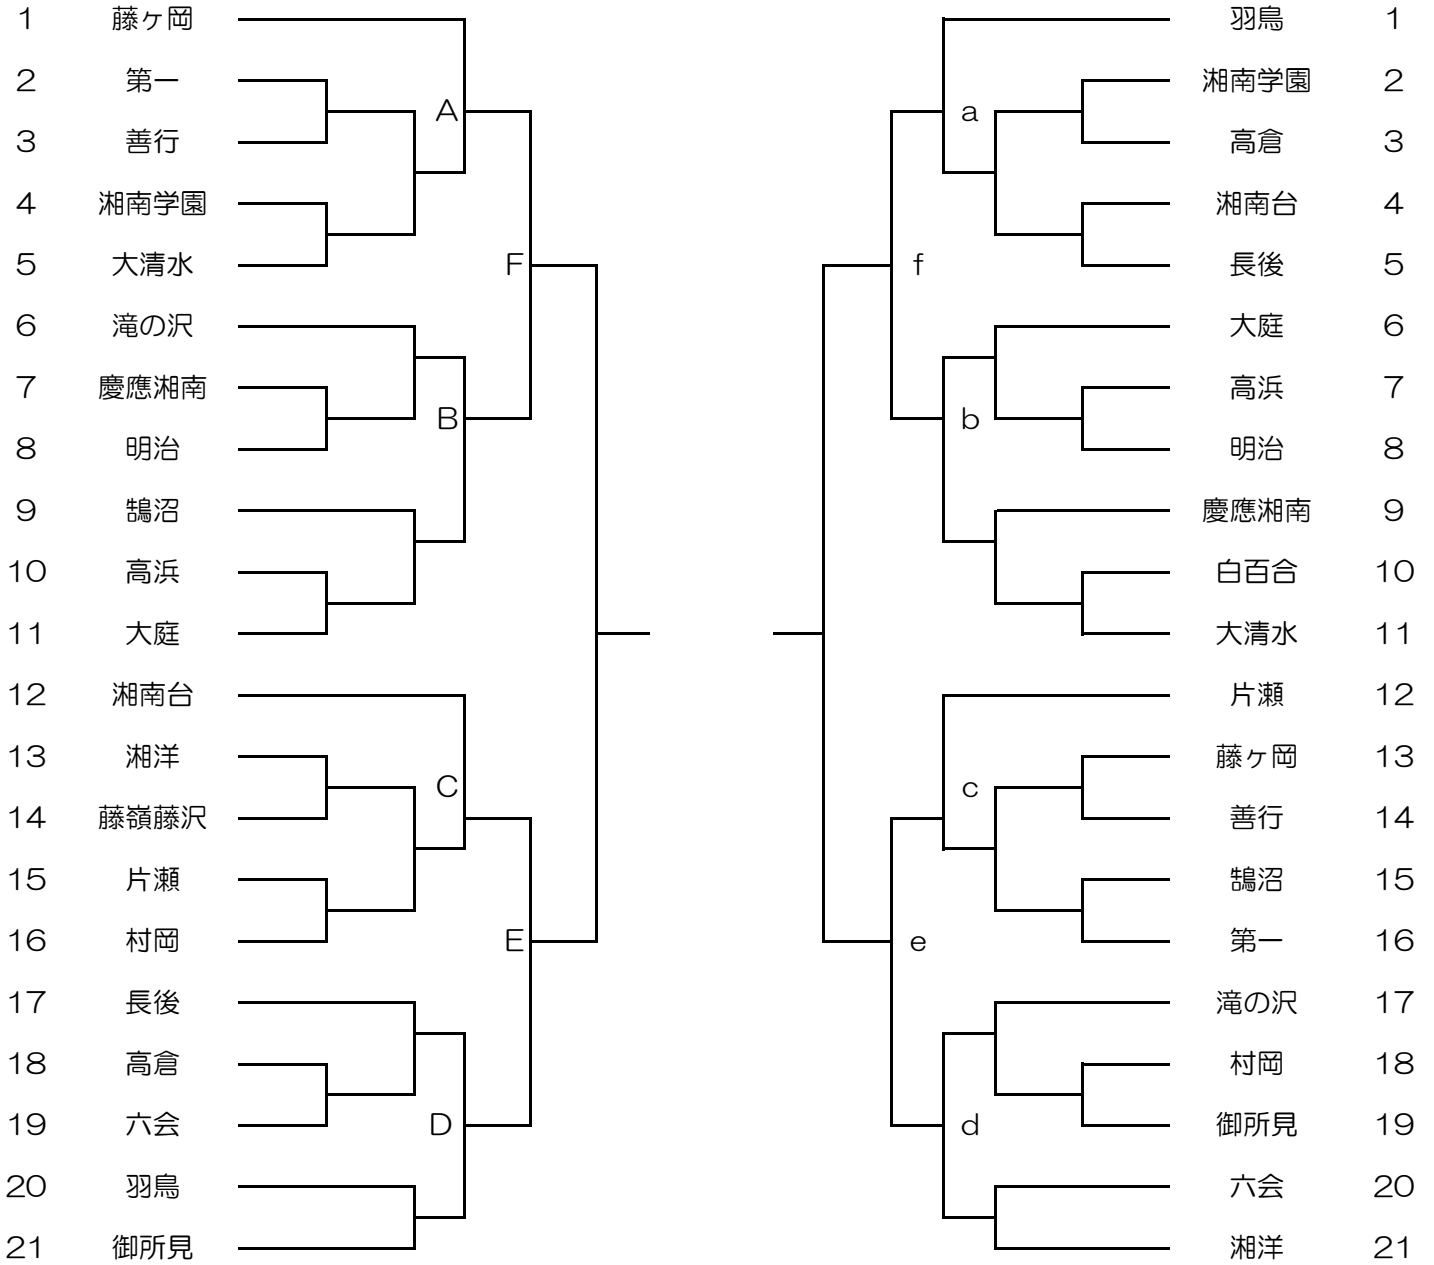 1 藤ヶ岡 羽鳥 1
2 第一 湘南学園 2
A a
3 善行 高倉 3
4 湘南学園 湘南台 4
5 大清水 F f 長後 5
6 滝の沢 大庭 6
7 慶應湘南 高浜 7
B b
8 明治 明治 8
9 鵠沼 慶應湘南 9
10 高浜 白百合 10
11 大庭 大清水 11
12 湘南台 片瀬 12
13 湘洋 藤ヶ岡 13
C c
14 藤嶺藤沢 善行 14
15 片瀬 鵠沼 15
16 村岡 E e 第一 16
17 長後 滝の沢 17
18 高倉 村岡 18
19 六会 D d 御所見 19
20 羽鳥 六会 20
21 御所見 湘洋 21